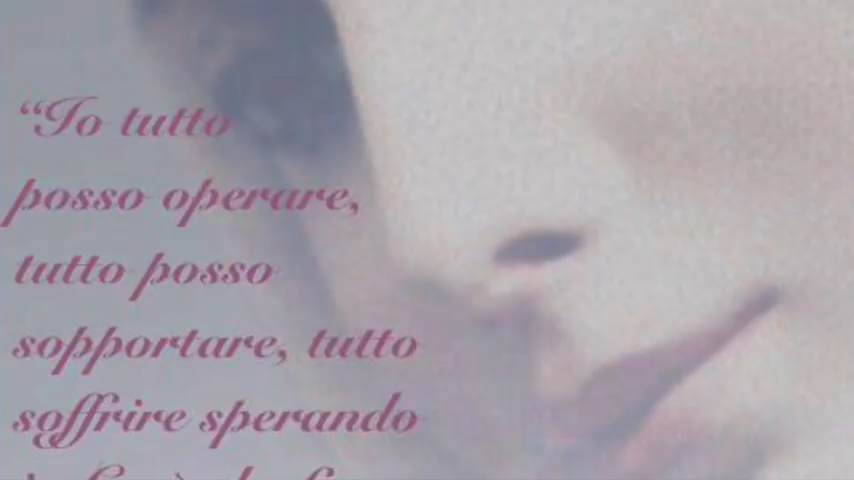 “Io tutto
posso operare,
tutto posso
sopportare, tutto
soffrire sperando